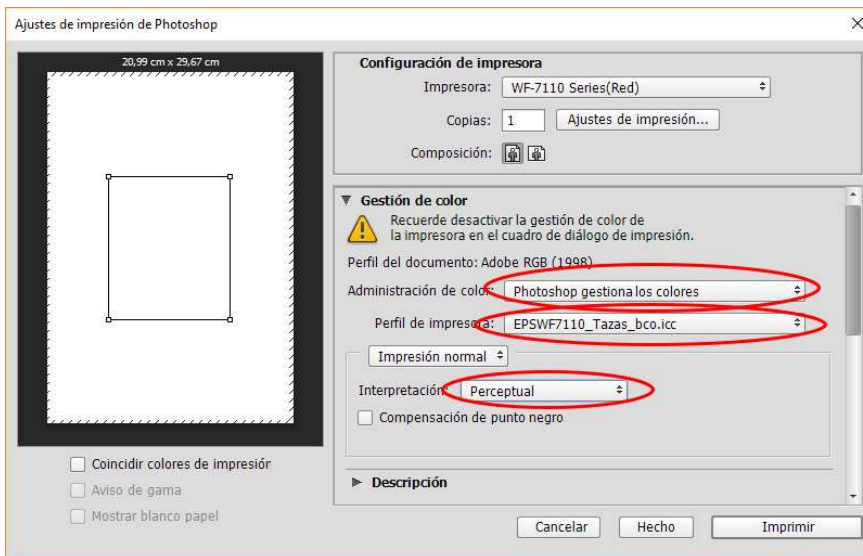 Ajustes de impresión de Photoshop
20,99 cm x 29,67 cm
Coincidir colores de impresión
Aviso de gama
Mostrar blanco papel
Configuración de impresora
Impresora: WF-7110 Series(Red)
Copias: 1 Ajustes de impresión...
Composición:
Gestión de color
Recuerde desactivar la gestión de color de
la impresora en el cuadro de diálogo de impresión.
Perfil del documento: Adobe RGB (1998)
Administración de color: Photoshop gestiona los colores
Perfil de impresora: EPSWF7110_Tazas_bco.icc
Impresión normal
Interpretación: Perceptual
Compensación de punto negro
Descripción
Cancelar Hecho Imprimir